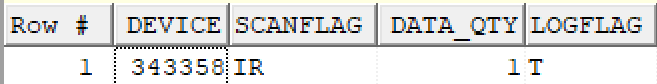 Row # DEVICE SCANFLAG DATA_QTY LOGFLAG
1 343358 IR 1 T